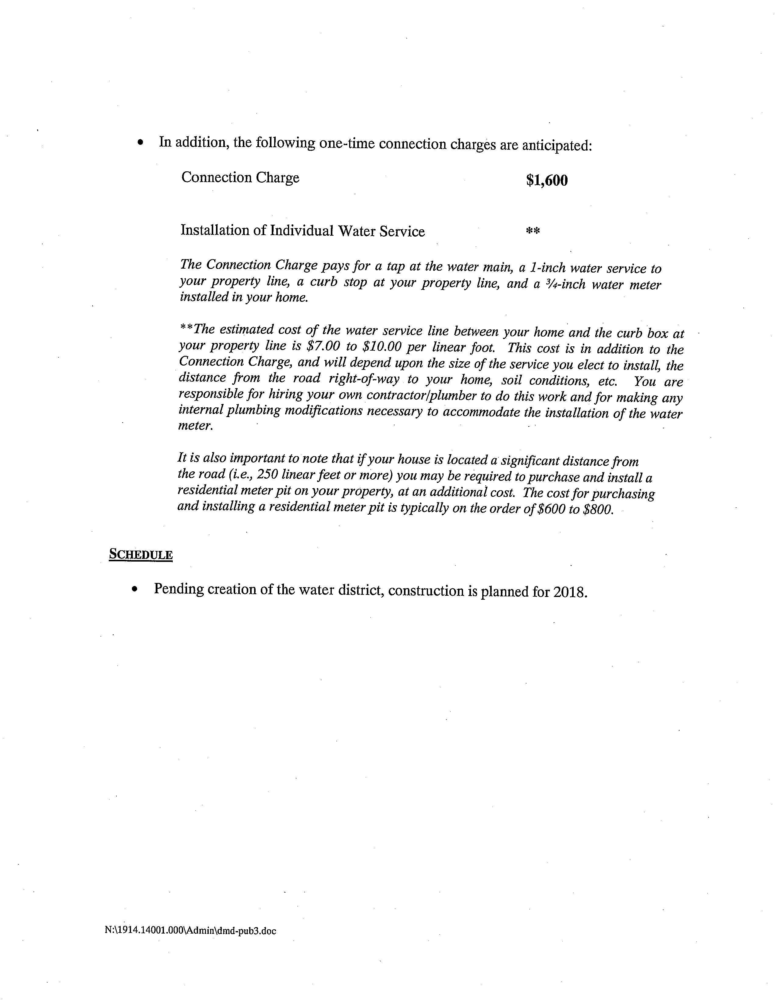 • In addition, the following one-time connection charges are anticipated:
Connection Charge $1,600
Installation of Individual Water Service **
The Connection Charge pays for a tap at the water main, a 1-inch water service to
your property line, a curb stop at your property line, and a ¾-inch water meter
installed in your home.
**The estimated cost of the water service line between your home and the curb box at
your property line is $7.00 to $10.00 per linear foot. This cost is in addition to the
Connection Charge, and will depend upon the size of the service you elect to install, the
distance from the road right-of-way to your home, soil conditions, etc. You are
responsible for hiring your own contractor/plumber to do this work and for making any
internal plumbing modifications necessary to accommodate the installation of the water
meter.
It is also important to note that if your house is located a significant distance from
the road (i.e., 250 linear feet or more) you may be required to purchase and install a
residential meter pit on your property, at an additional cost. The cost for purchasing
and installing a residential meter pit is typically on the order of $600 to $800.
SCHEDULE
• Pending creation of the water district, construction is planned for 2018.
N:\1914.14001.000\Admin\dmd-pub3.doc